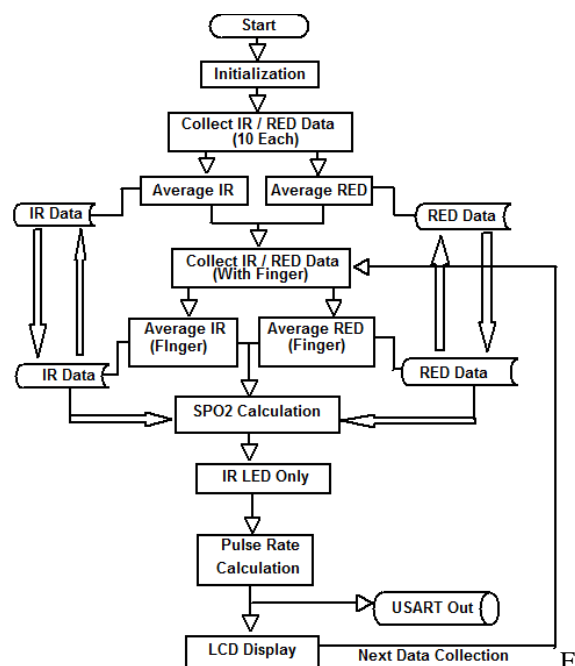 Start
Initialization
Collect IR / RED Data
(10 Each)
Average IR
Average RED
IR Data
RED Data
Collect IR / RED Data
(With Finger)
Average IR
(FInger)
Average RED
(Finger)
IR Data
RED Data
SPO2 Calculation
IR LED Only
Pulse Rate
Calculation
USART Out
LCD Display
Next Data Collection
F